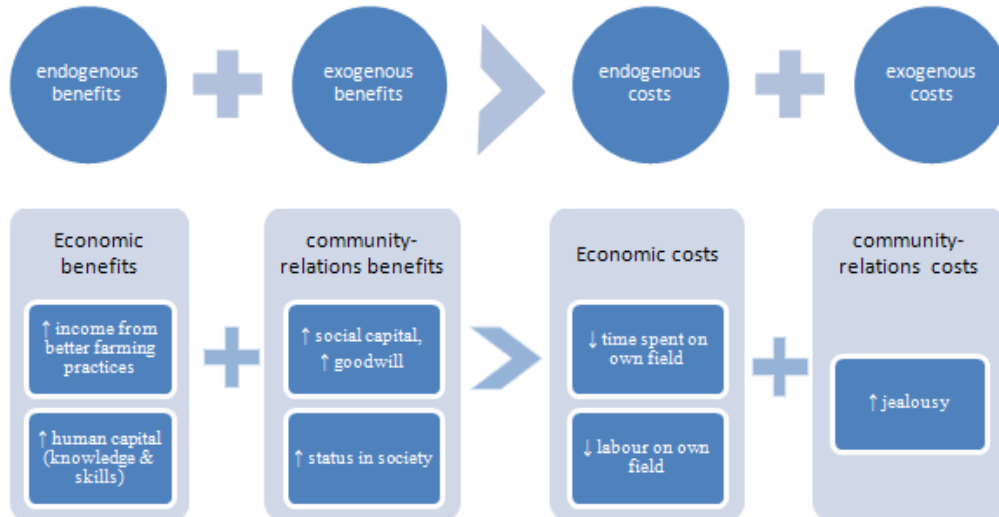 endogenous
benefits
exogenous
benefits
endogenous
costs
exogenous
costs
Economic
benefits
↑ income from
better farming
practices
↑ human capital
(knowledge &
skills)
community-
relations benefits
↑ social capital,
↑ goodwill
↑ status in society
Economic costs
↓ time spent on
own field
↓ labour on own
field
community-
relations costs
↑ jealousy